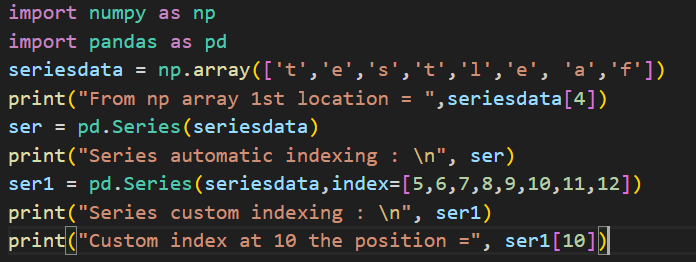 import numpy as np
import pandas as pd
seriesdata = np.array(['t','e','s','t','l','e', 'a','f'])
print("From np array 1st location = ",seriesdata[4])
ser = pd.Series(seriesdata)
print("Series automatic indexing : \n", ser)
ser1 = pd.Series(seriesdata,index=[5,6,7,8,9,10,11,12])
print("Series custom indexing : \n", ser1)
print("Custom index at 10 the position =", ser1[10])